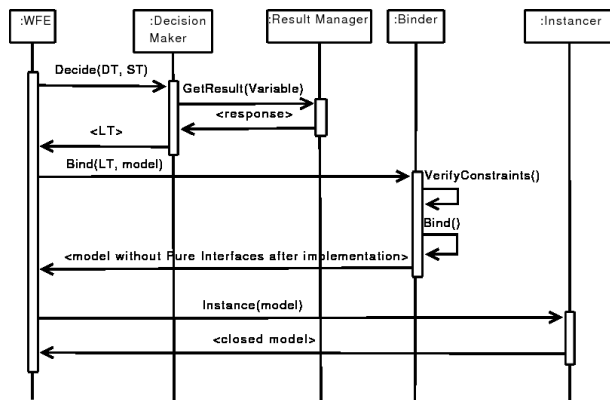 :WFE
:Decision
Maker
:Result Manager
:Binder
:Instancer
Decide(DT, ST)
GetResult(Variable)
<response>
<LT>
Bind(LT, model)
VerifyConstraints()
Bind()
<model without Pure Interfaces after implementation>
Instance(model)
<closed model>